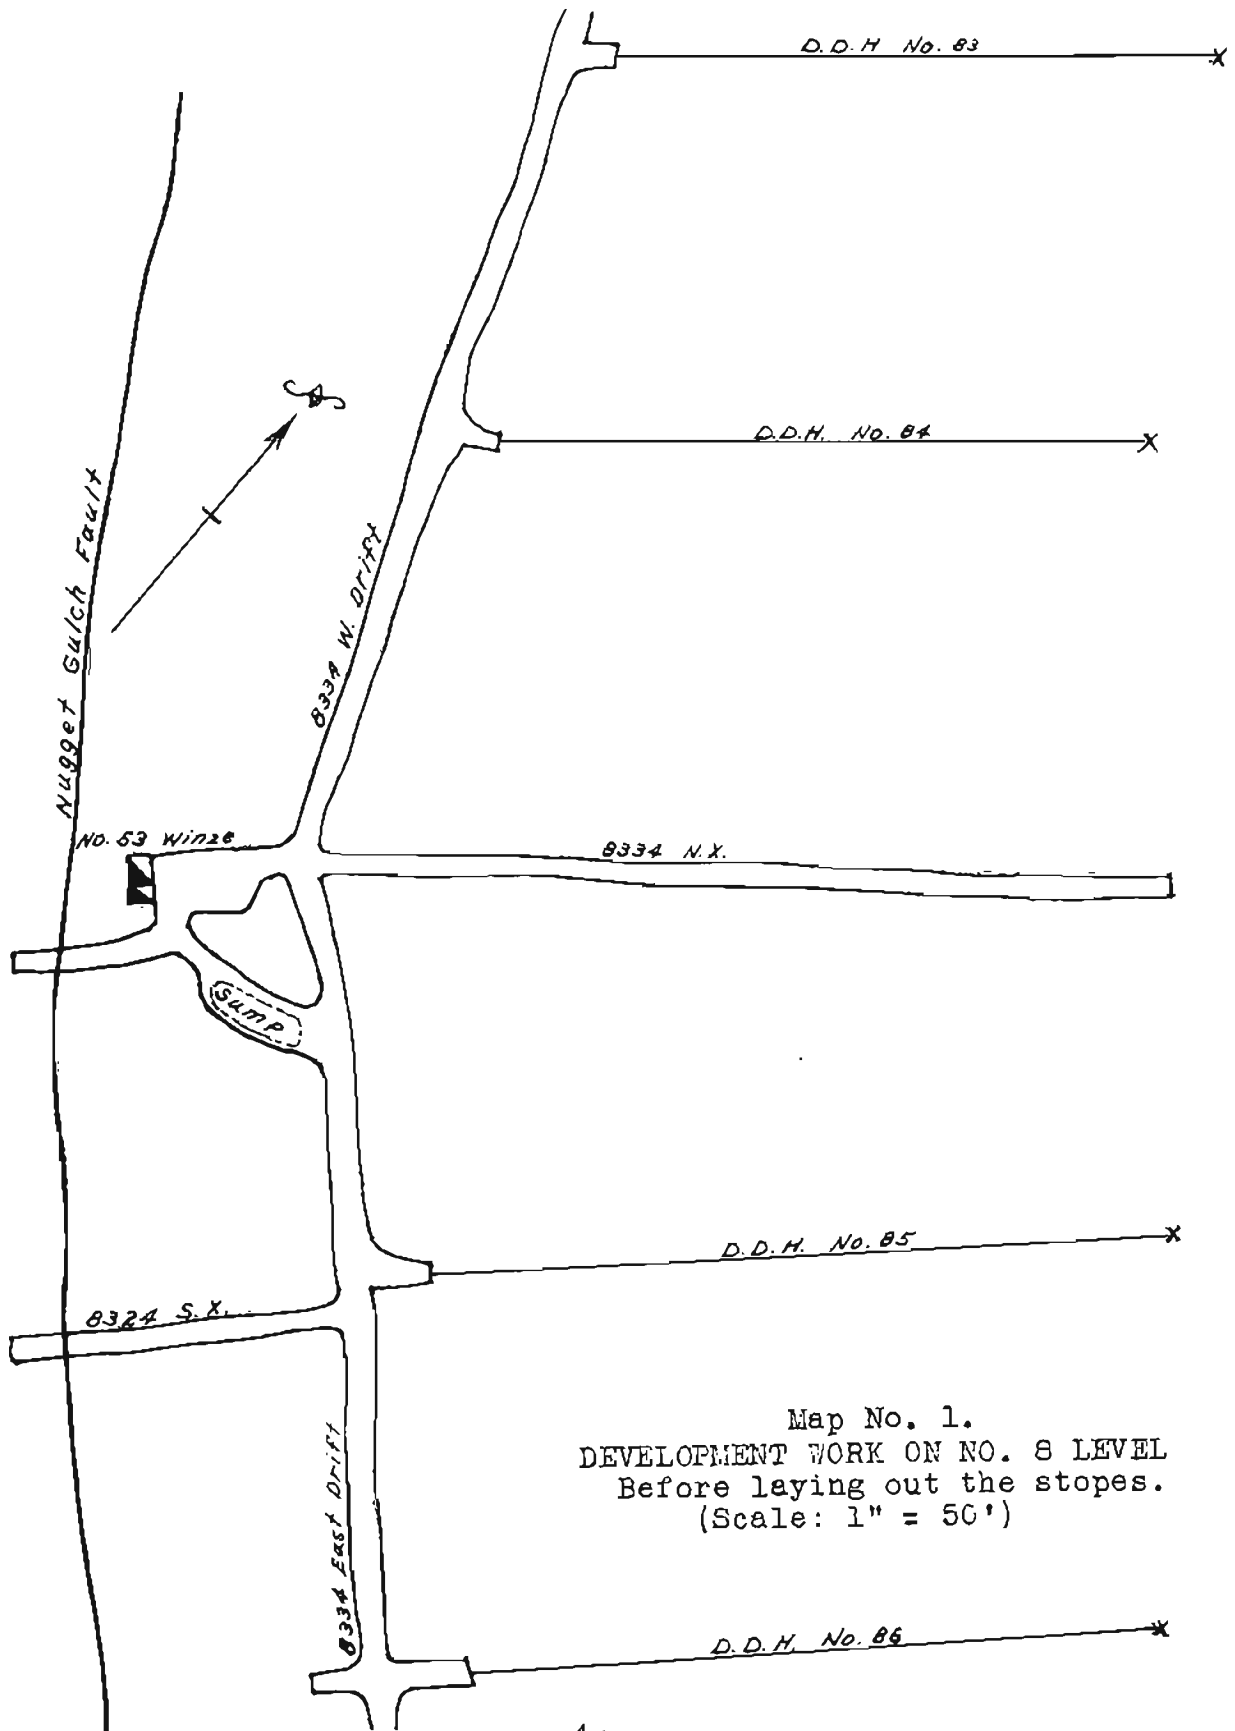 D.D.H No. 83
D.D.H. No. 84
Nugget Gulch Fault
8334 W. Drift
No. 53 Winze
8334 N.X.
Sump
D.D.H. No. 85
8324 S.X.
Map No. 1.
DEVELOPMENT WORK ON NO. 8 LEVEL
Before laying out the stopes.
(Scale: 1" = 50')
8334 East Drift
D.D.H. No. 86